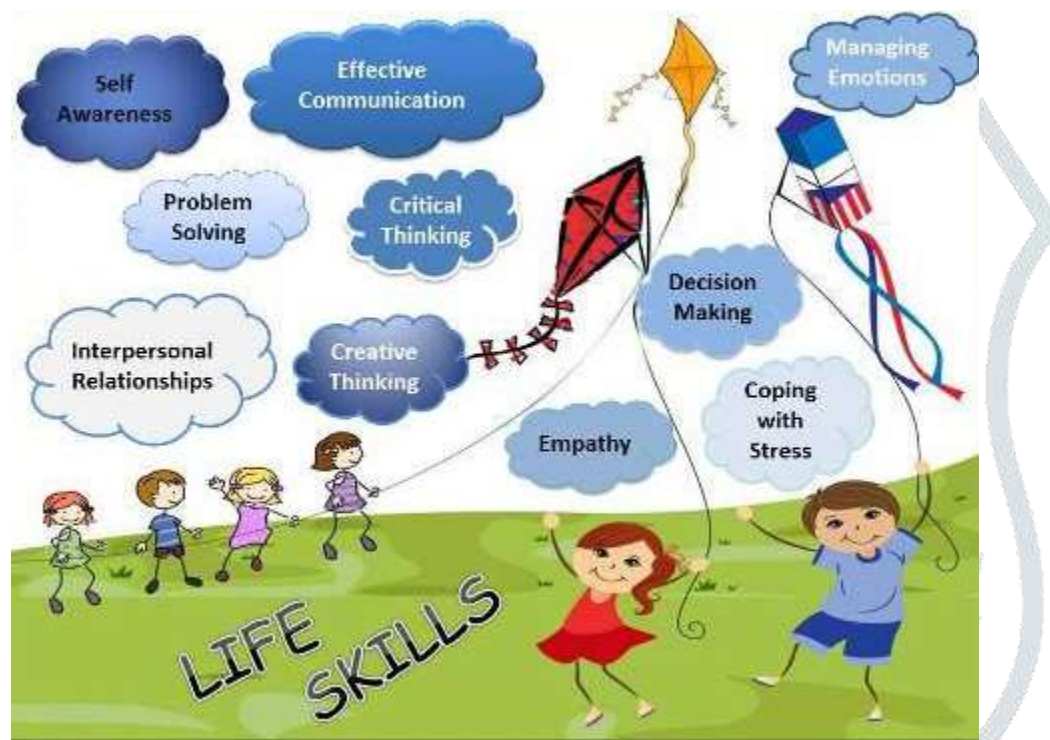 Self
Awareness
Effective
Communication
Managing
Emotions
Problem
Solving
Critical
Thinking
Decision
Making
Interpersonal
Relationships
Creative
Thinking
Coping
with
Stress
Empathy
LIFE
SKILLS